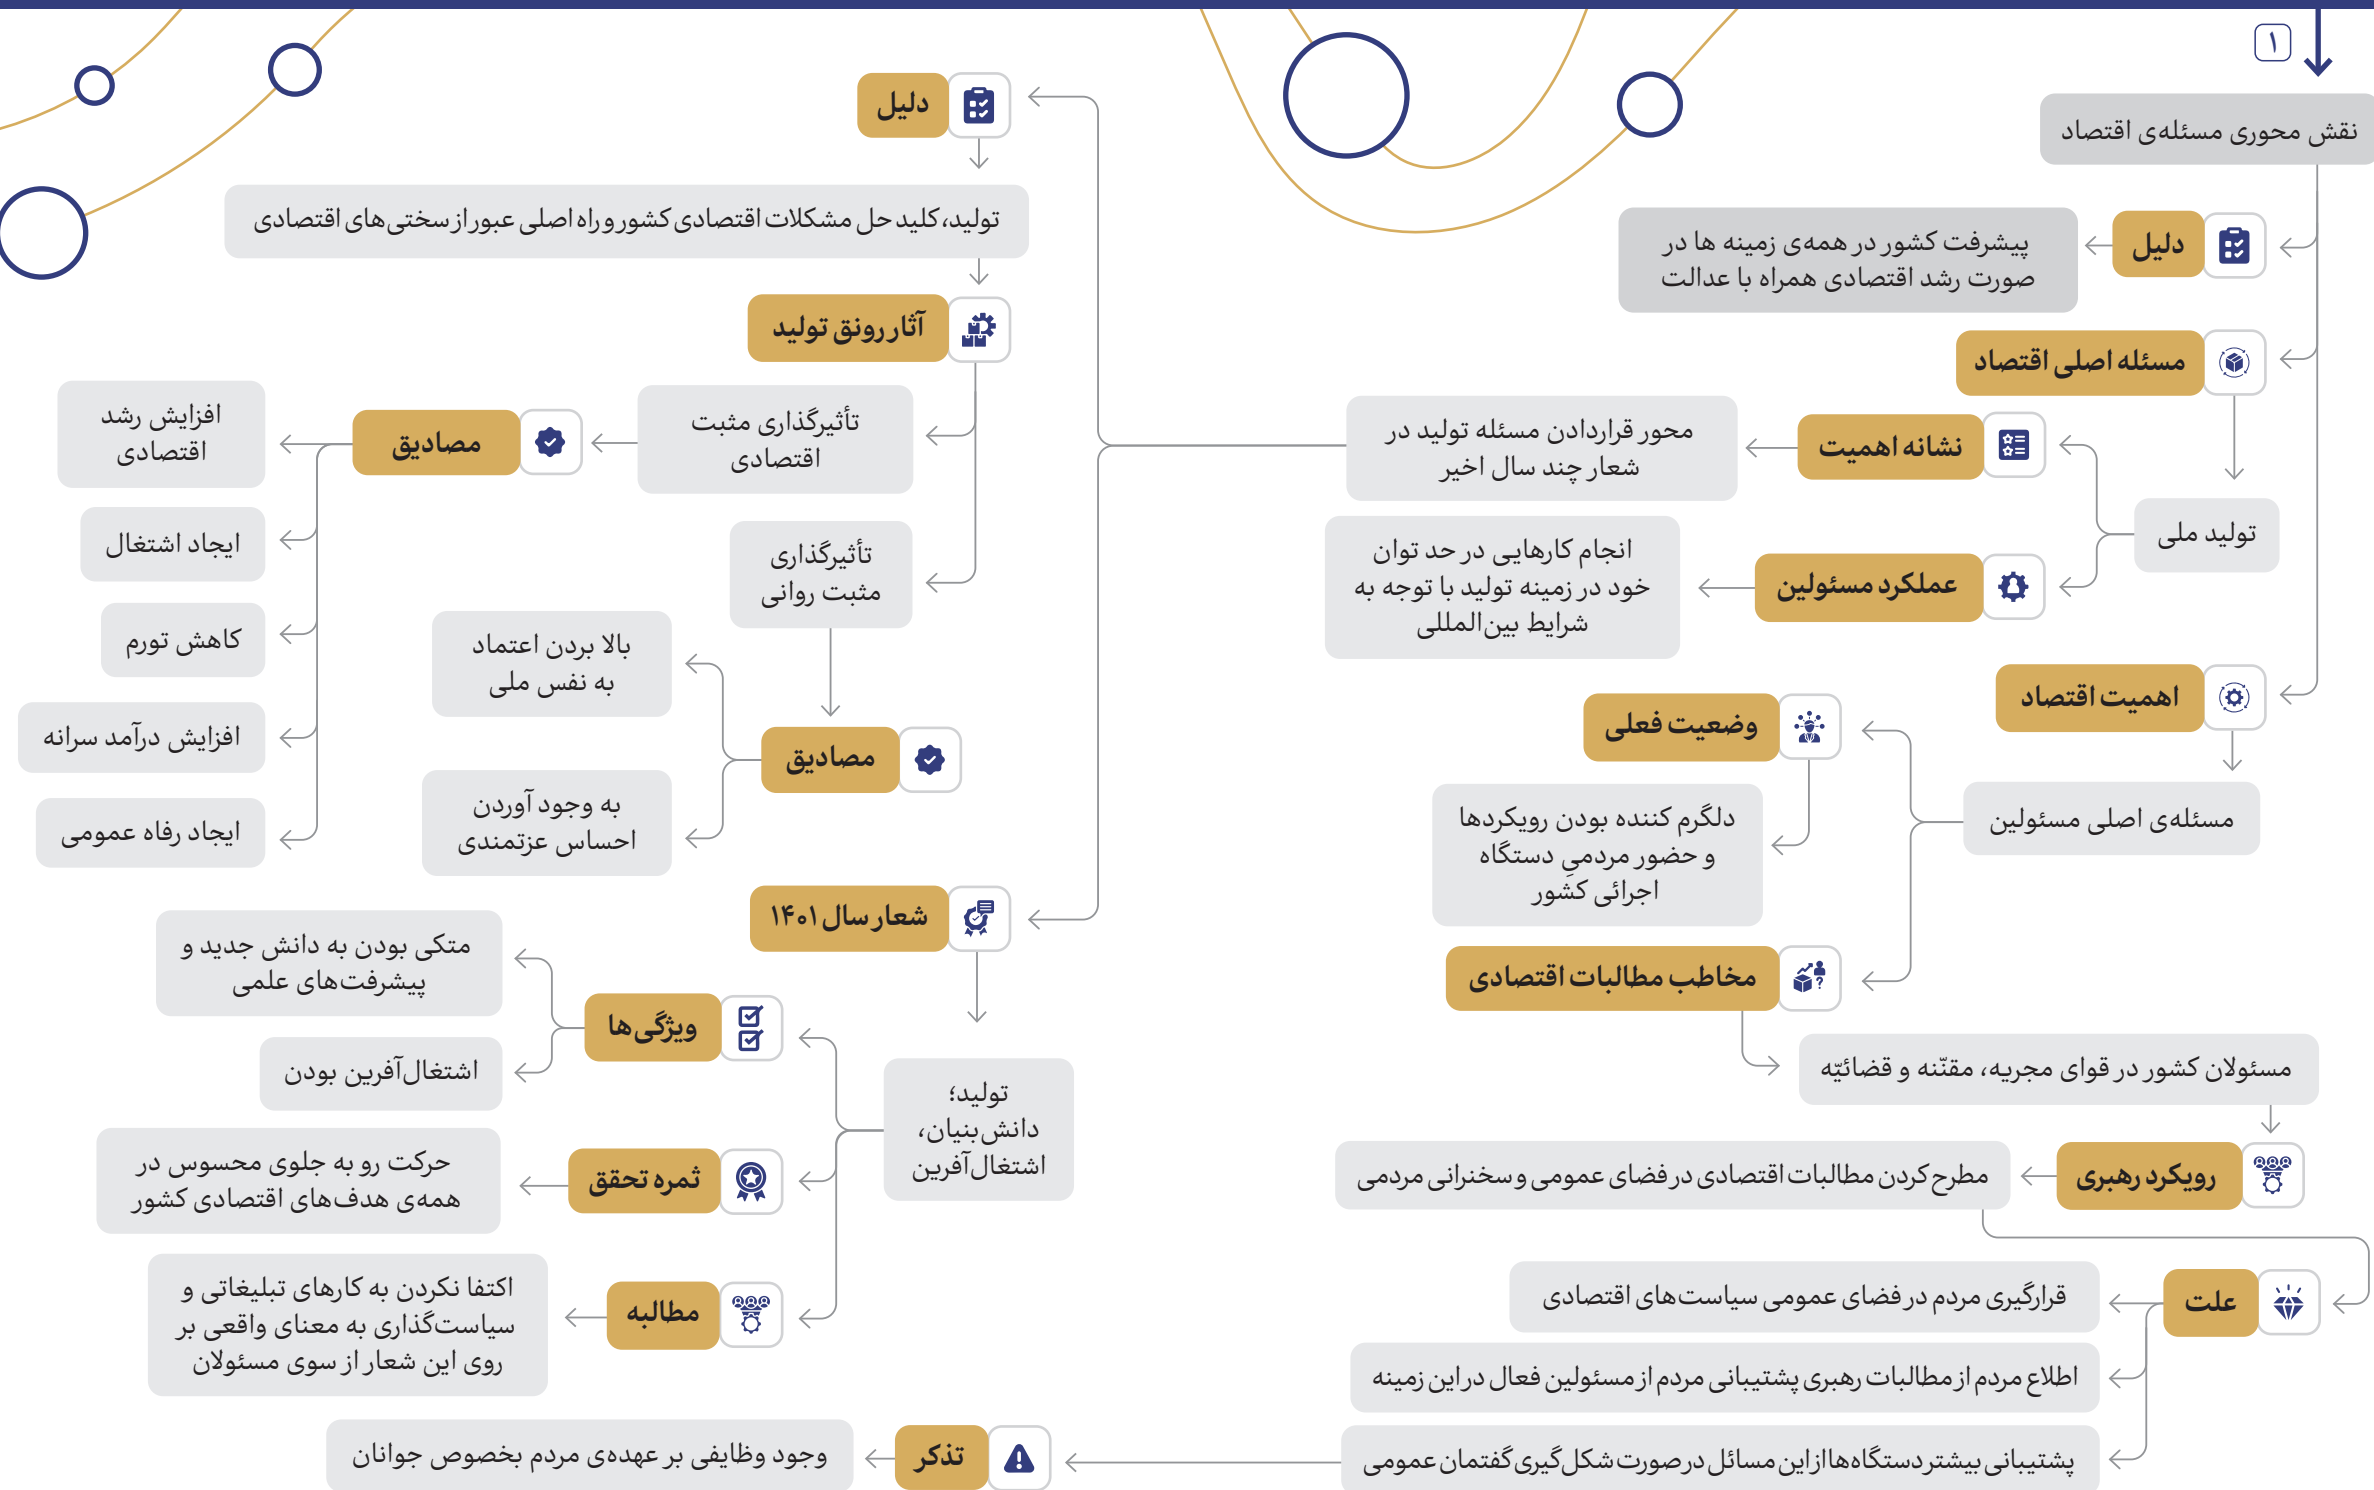 ۱
نقش محوری مسئله‌ی اقتصاد
دلیل
پیشرفت کشور در همه‌ی زمینه ها در
صورت رشد اقتصادی همراه با عدالت
مسئله اصلی اقتصاد
تولید ملی
نشانه اهمیت
محور قراردادن مسئله تولید در
شعار چند سال اخیر
عملکرد مسئولین
انجام کارهایی در حد توان
خود در زمینه تولید با توجه به
شرایط بین‌المللی
اهمیت اقتصاد
مسئله‌ی اصلی مسئولین
وضعیت فعلی
دلگرم کننده بودن رویکردها
و حضور مردمیِ دستگاه
اجرائی کشور
مخاطب مطالبات اقتصادی
مسئولان کشور در قوای مجریه، مقنّنه و قضائیّه
رویکرد رهبری
مطرح کردن مطالبات اقتصادی در فضای عمومی و سخنرانی مردمی
علت
قرارگیری مردم در فضای عمومی سیاست‌های اقتصادی
اطلاع مردم از مطالبات رهبری پشتیبانی مردم از مسئولین فعال در این زمینه
پشتیبانی بیشتر دستگاه‌ها از این مسائل در صورت شکل‌گیری گفتمان عمومی
تذکر
وجود وظایفی بر عهده‌ی مردم بخصوص جوانان
دلیل
تولید، کلید حل مشکلات اقتصادی کشور و راه اصلی عبور از سختی‌های اقتصادی
آثار رونق تولید
تأثیرگذاری مثبت
اقتصادی
مصادیق
افزایش رشد
اقتصادی
ایجاد اشتغال
کاهش تورم
افزایش درآمد سرانه
ایجاد رفاه عمومی
تأثیرگذاری
مثبت روانی
مصادیق
بالا بردن اعتماد
به نفس ملی
به وجود آوردن
احساس عزتمندی
شعار سال ۱۴۰۱
تولید؛
دانش‌بنیان،
اشتغال‌آفرین
ویژگی‌ها
متکی بودن به دانش جدید و
پیشرفت‌های علمی
اشتغال‌آفرین بودن
ثمره تحقق
حرکت رو به جلوی محسوس در
همه‌ی هدف‌های اقتصادی کشور
مطالبه
اکتفا نکردن به کارهای تبلیغاتی و
سیاست‌گذاری به معنای واقعی بر
روی این شعار از سوی مسئولان